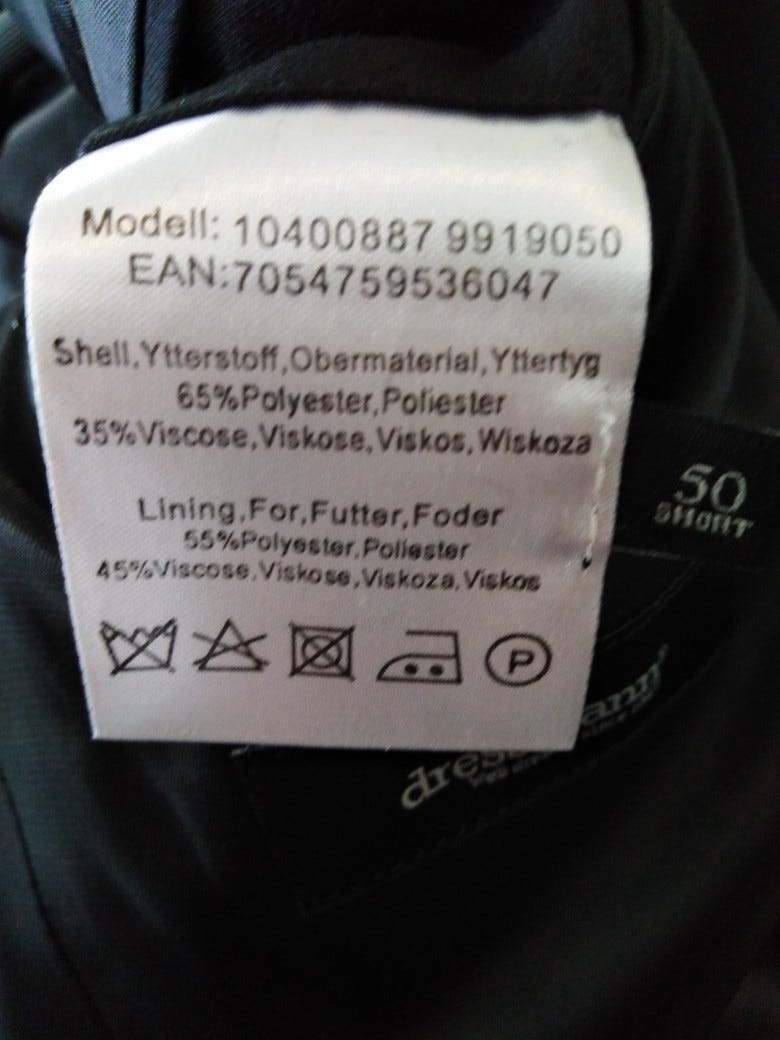 Modell: 10400887 9919050
EAN:7054759536047
Shell,Ytterstoff,Obermaterial,Yttertyg
65%Polyester,Poliester
35%Viscose,Viskose,Viskos,Wiskoza
Lining,For,Futter,Foder
55%Polyester,Poliester
45%Viscose,Viskose,Viskoza,Viskos
P
50
SHORT